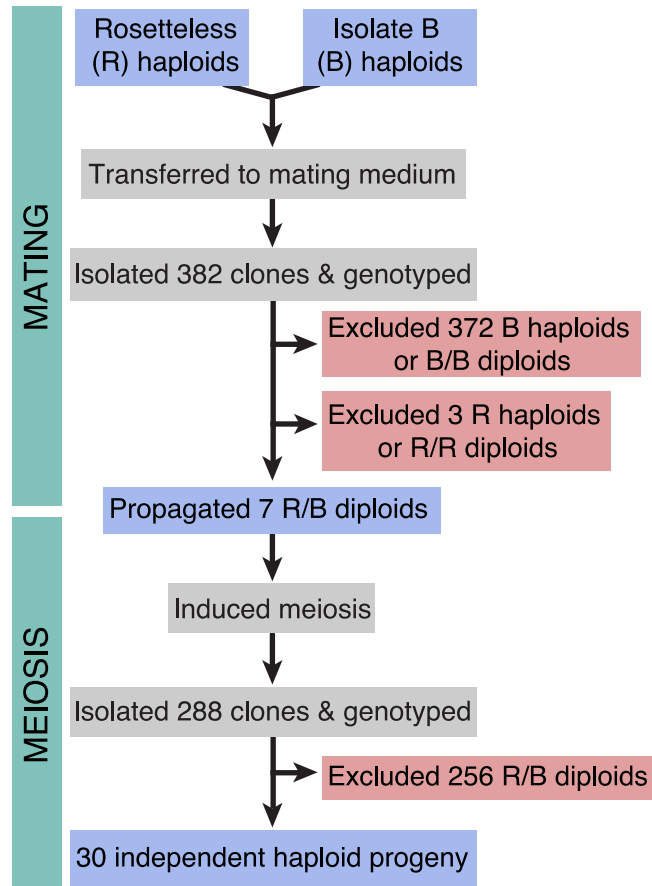 MATING
Rosetteless
(R) haploids
Isolate B
(B) haploids
Transferred to mating medium
Isolated 382 clones & genotyped
Excluded 372 B haploids
or B/B diploids
Excluded 3 R haploids
or R/R diploids
Propagated 7 R/B diploids
MEIOSIS
Induced meiosis
Isolated 288 clones & genotyped
Excluded 256 R/B diploids
30 independent haploid progeny